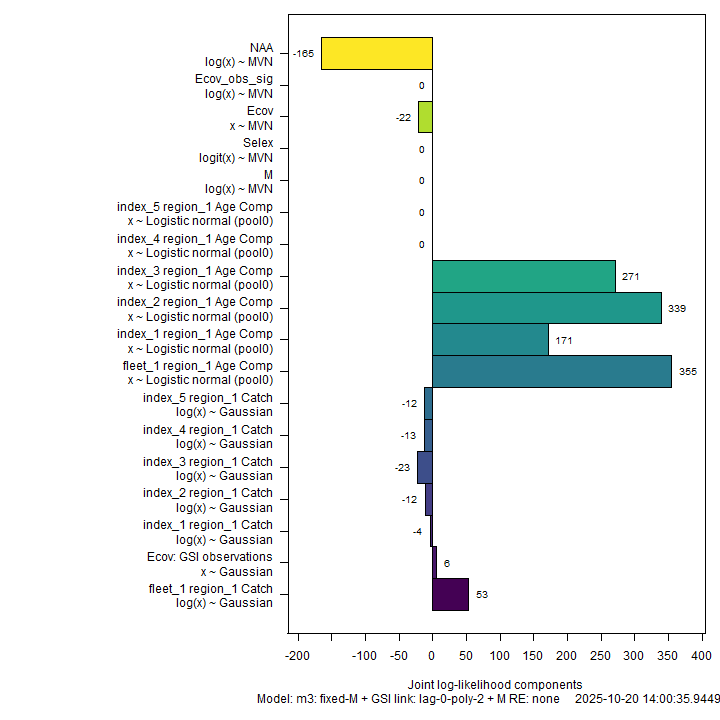 NAA
log(x) ~ MVN
-165
Ecov_obs_sig
log(x) ~ MVN
0
Ecov
x ~ MVN
-22
Selex
logit(x) ~ MVN
0
M
log(x) ~ MVN
0
index_5 region_1 Age Comp
x ~ Logistic normal (pool0)
0
index_4 region_1 Age Comp
x ~ Logistic normal (pool0)
0
index_3 region_1 Age Comp
x ~ Logistic normal (pool0)
271
index_2 region_1 Age Comp
x ~ Logistic normal (pool0)
339
index_1 region_1 Age Comp
x ~ Logistic normal (pool0)
171
fleet_1 region_1 Age Comp
x ~ Logistic normal (pool0)
355
index_5 region_1 Catch
log(x) ~ Gaussian
-12
index_4 region_1 Catch
log(x) ~ Gaussian
-13
index_3 region_1 Catch
log(x) ~ Gaussian
-23
index_2 region_1 Catch
log(x) ~ Gaussian
-12
index_1 region_1 Catch
log(x) ~ Gaussian
-4
Ecov: GSI observations
x ~ Gaussian
6
fleet_1 region_1 Catch
log(x) ~ Gaussian
53
-200 -100 -50 0 50 100 150 200 250 300 350 400
Joint log-likelihood components
Model: m3: fixed-M + GSI link: lag-0-poly-2 + M RE: none 2025-10-20 14:00:35.9449